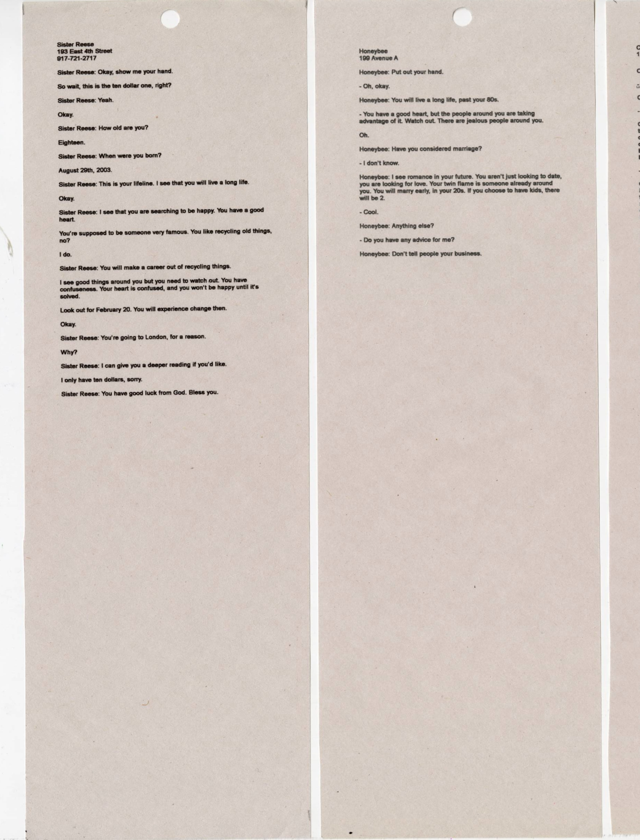 Sister Reese
193 East 4th Street
917-721-2717
Sister Reese: Okay, show me your hand.
So wait, this is the ten dollar one, right?
Sister Reese: Yeah.
Okay.
Sister Reese: How old are you?
Eighteen.
Sister Reese: When were you born?
August 29th, 2003.
Sister Reese: This is your lifeline. I see that you will live a long life.
Okay.
Sister Reese: I see that you are searching to be happy. You have a good
heart.
You're supposed to be someone very famous. You like recycling old things,
no?
I do.
Sister Reese: You will make a career out of recycling things.
I see good things around you but you need to watch out. You have
confuseness. Your heart is confused, and you won't be happy until it's
solved.
Look out for February 20. You will experience change then.
Okay.
Sister Reese: You're going to London, for a reason.
Why?
Sister Reese: I can give you a deeper reading if you'd like.
I only have ten dollars, sorry.
Sister Reese: You have good luck from God. Bless you.
Honeybee
199 Avenue A
Honeybee: Put out your hand.
- Oh, okay.
Honeybee: You will live a long life, past your 80s.
- You have a good heart, but the people around you are taking
advantage of it. Watch out. There are jealous people around you.
Oh.
Honeybee: Have you considered marriage?
- I don't know.
Honeybee: I see romance in your future. You aren't just looking to date,
you are looking for love. Your twin flame is someone already around
you. You will marry early, in your 20s. If you choose to have kids, there
will be 2.
- Cool.
Honeybee: Anything else?
- Do you have any advice for me?
Honeybee: Don't tell people your business.